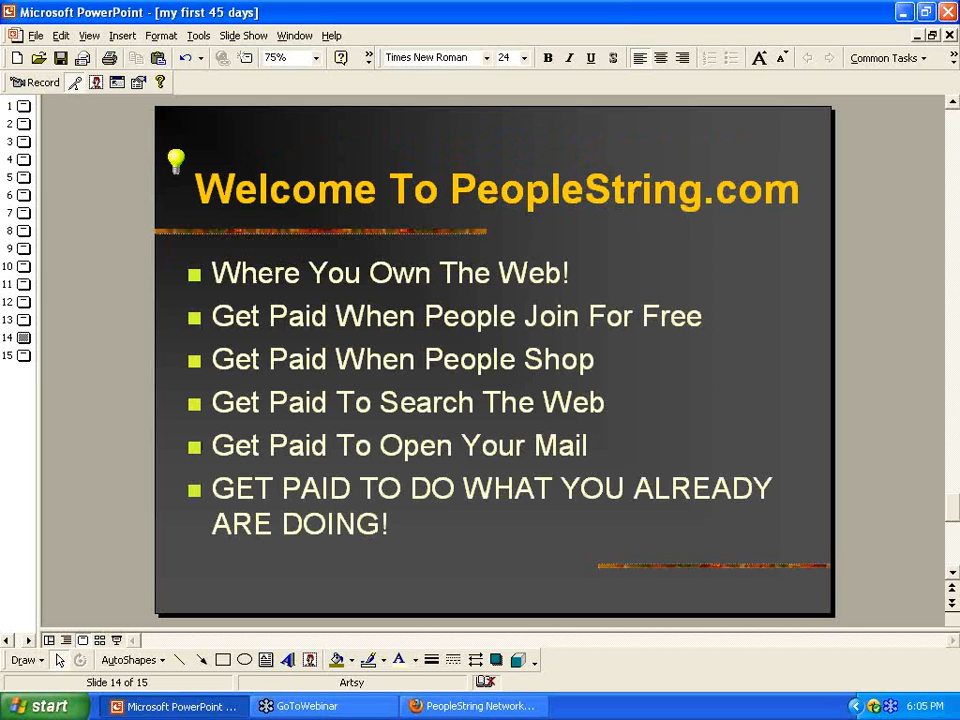 Microsoft PowerPoint - [my first 45 days]
File Edit View Insert Format Tools Slide Show Window Help
75% Times New Roman 24 B I U S A A Common Tasks
Record
1
2
3
4
5
6
7
8
9
10
11
12
13
14
15
Welcome To PeopleString.com
Where You Own The Web!
Get Paid When People Join For Free
Get Paid When People Shop
Get Paid To Search The Web
Get Paid To Open Your Mail
GET PAID TO DO WHAT YOU ALREADY
ARE DOING!
Draw AutoShapes A A
Slide 14 of 15 Artsy
start Microsoft PowerPoint ... GoToWebinar PeopleString Network... 6:05 PM